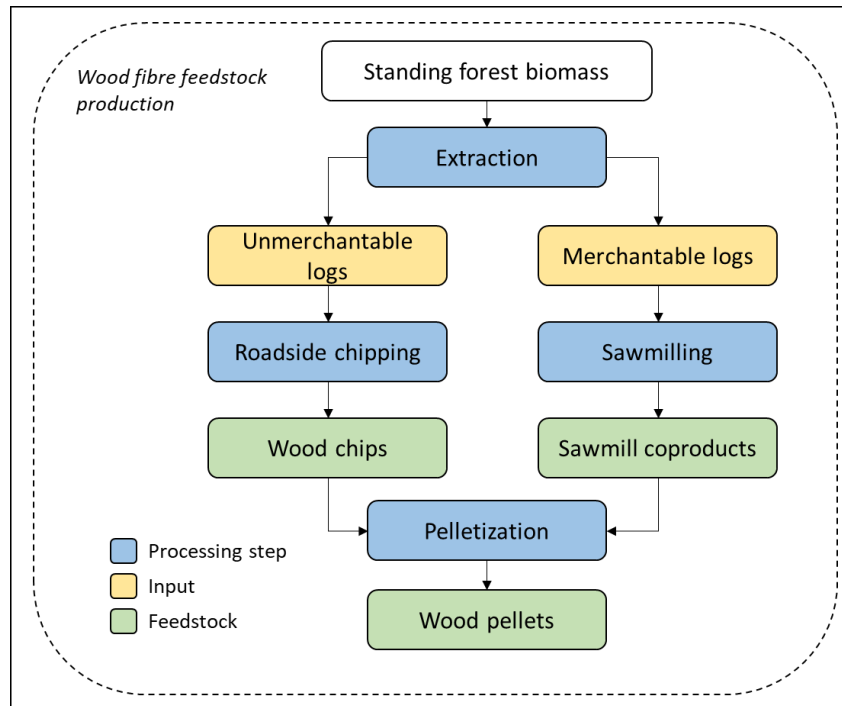 Wood fibre feedstock
production
Standing forest biomass
Extraction
Unmerchantable
logs
Merchantable logs
Roadside chipping
Sawmilling
Wood chips
Sawmill coproducts
Pelletization
Wood pellets
Processing step
Input
Feedstock